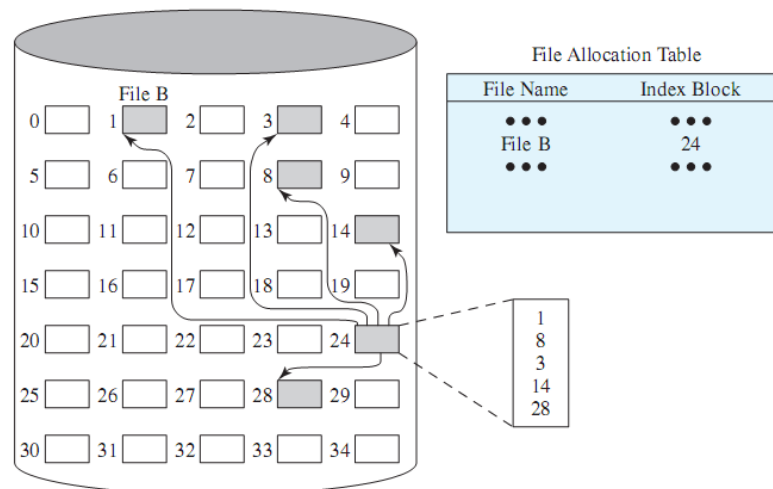 File Allocation Table
File Name Index Block
••• •••
File B 24
••• •••
File B
0 1 2 3 4
5 6 7 8 9
10 11 12 13 14
15 16 17 18 19
20 21 22 23 24
25 26 27 28 29
30 31 32 33 34
1
8
3
14
28